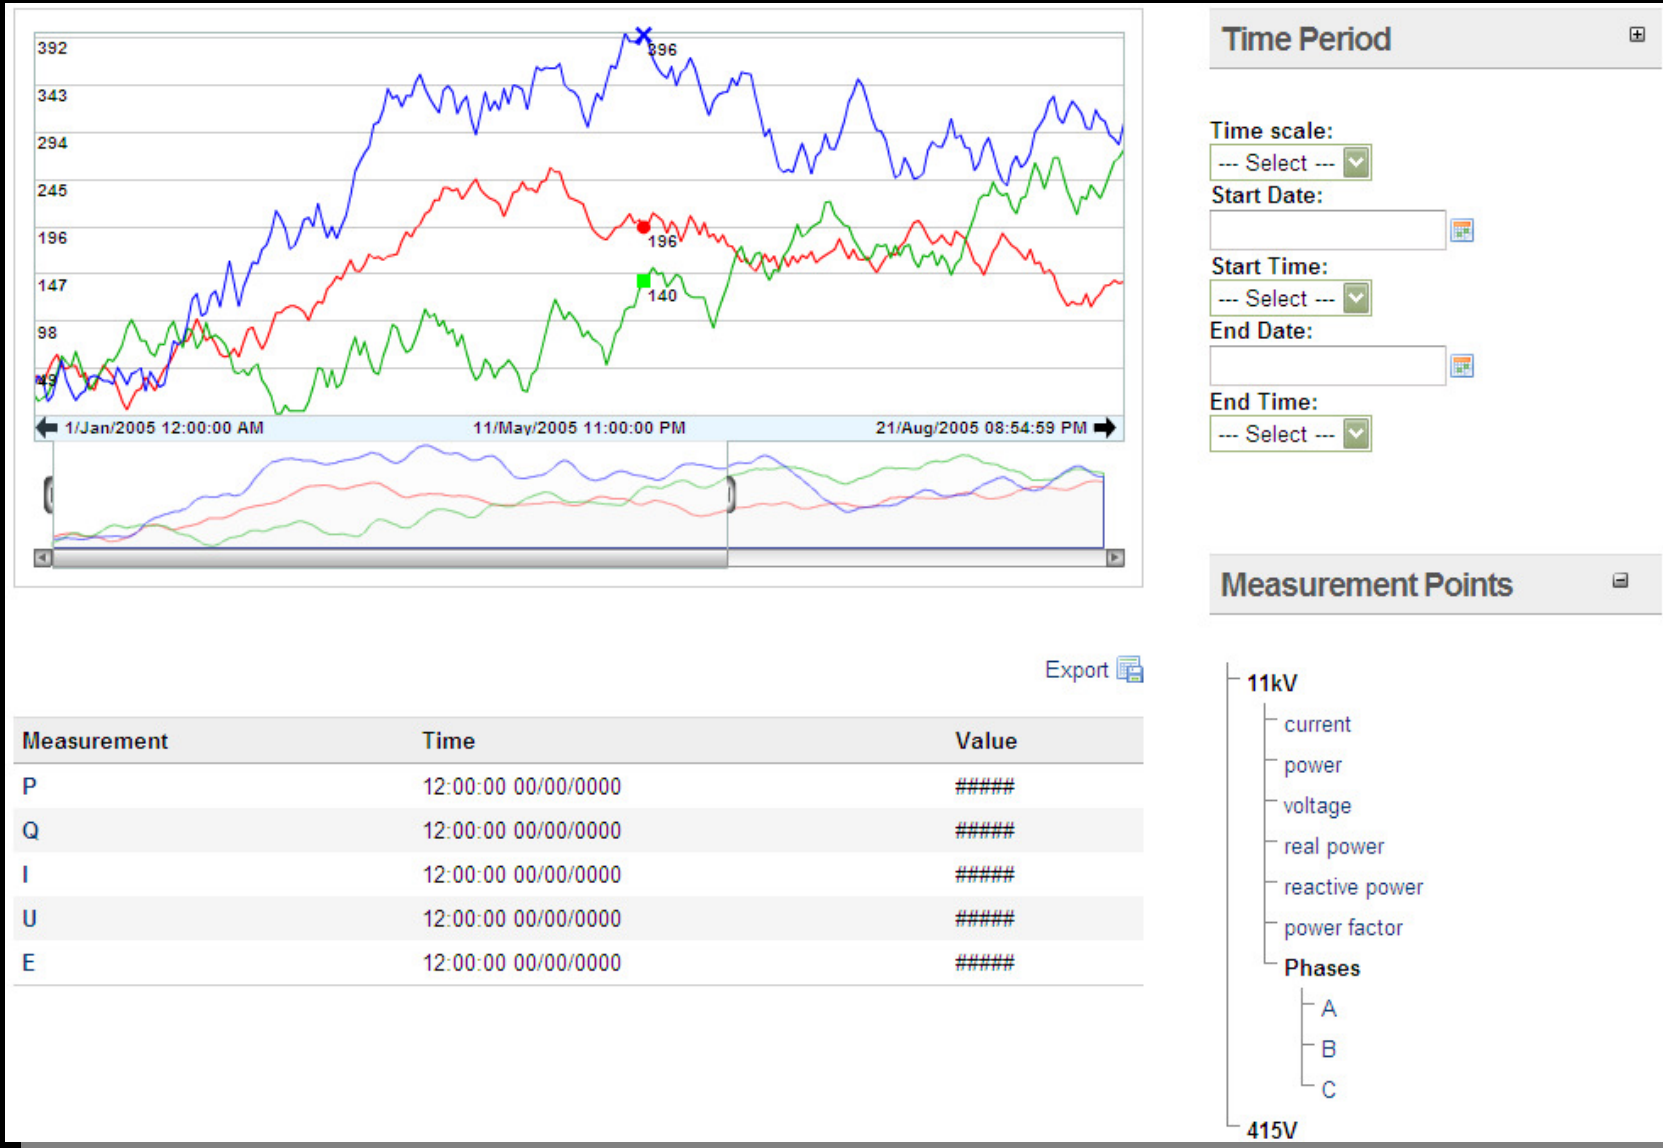 392
396
343
294
245
196
196
147
140
98
49
1/Jan/2005 12:00:00 AM 11/May/2005 11:00:00 PM 21/Aug/2005 08:54:59 PM
Export
Measurement Time Value
P 12:00:00 00/00/0000 #####
Q 12:00:00 00/00/0000 #####
I 12:00:00 00/00/0000 #####
U 12:00:00 00/00/0000 #####
E 12:00:00 00/00/0000 #####
Time Period
Time scale:
--- Select ---
Start Date:
Start Time:
--- Select ---
End Date:
End Time:
--- Select ---
Measurement Points
11kV
current
power
voltage
real power
reactive power
power factor
Phases
A
B
C
415V